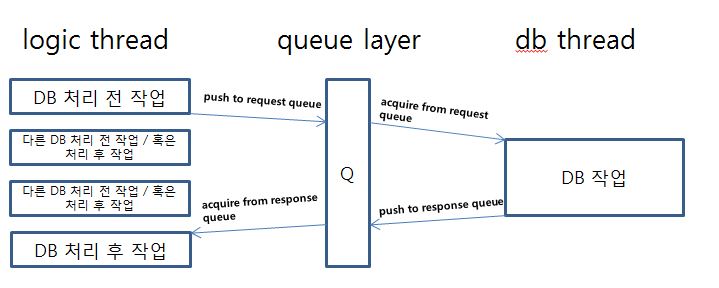 logic thread
queue layer
db thread
DB 처리 전 작업
push to request queue
acquire from request
queue
다른 DB 처리 전 작업 / 혹은
처리 후 작업
Q
DB 작업
다른 DB 처리 전 작업 / 혹은
처리 후 작업
acquire from response
queue
push to response queue
DB 처리 후 작업